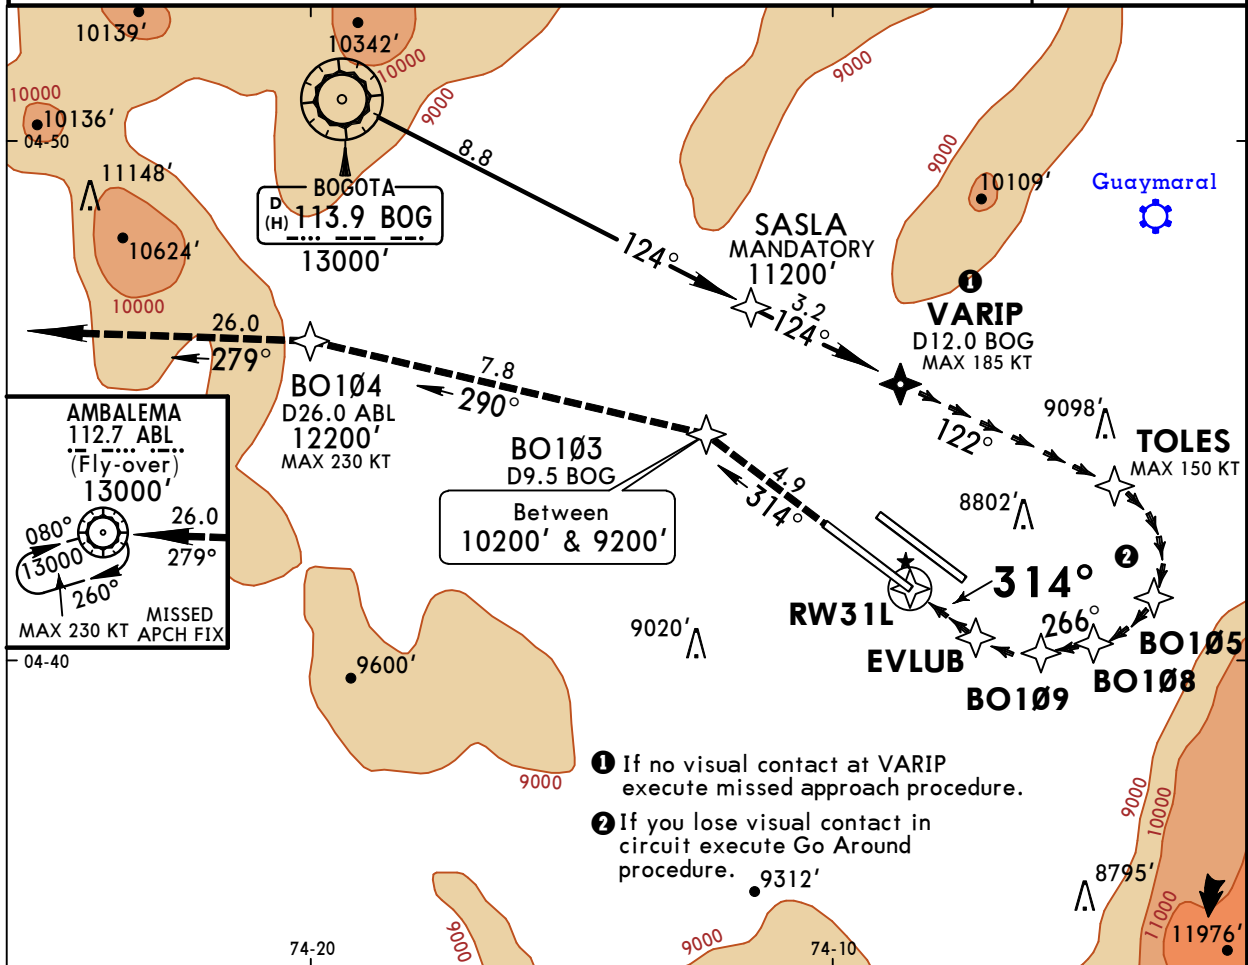 10139'
10342'
10000
9000
9000
10000
10136'
04-50
11148'
10624'
10000
BOGOTA
D
(H) 113.9 BOG
13000'
8.8
124°
SASLA
MANDATORY
11200'
3.2
124°
9000
10109'
Guaymaral
1
VARIP
D12.0 BOG
MAX 185 KT
122°
9098'
TOLES
MAX 150 KT
8802'
2
26.0
279°
BO1Ø4
D26.0 ABL
12200'
MAX 230 KT
7.8
290°
BO1Ø3
D9.5 BOG
Between
10200' & 9200'
4.9
314°
AMBALEMA
112.7 ABL
(Fly-over)
13000'
26.0
279°
080°
13000
260°
MAX 230 KT
MISSED
APCH FIX
RW31L
314°
266°
EVLUB
BO1Ø9
BO1Ø8
BO1Ø5
9020'
04-40
9600'
9000
1 If no visual contact at VARIP
execute missed approach procedure.
2 If you lose visual contact in
circuit execute Go Around
procedure.
9312'
9000
10000
8795'
11000
11976'
9000
9000
74-20
74-10